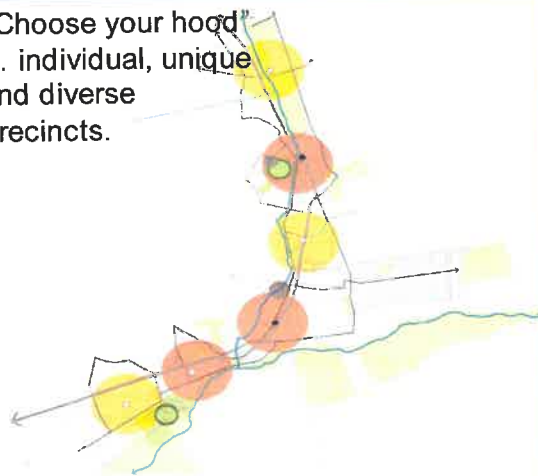 Choose your hood"
. individual, unique
nd diverse
recincts.